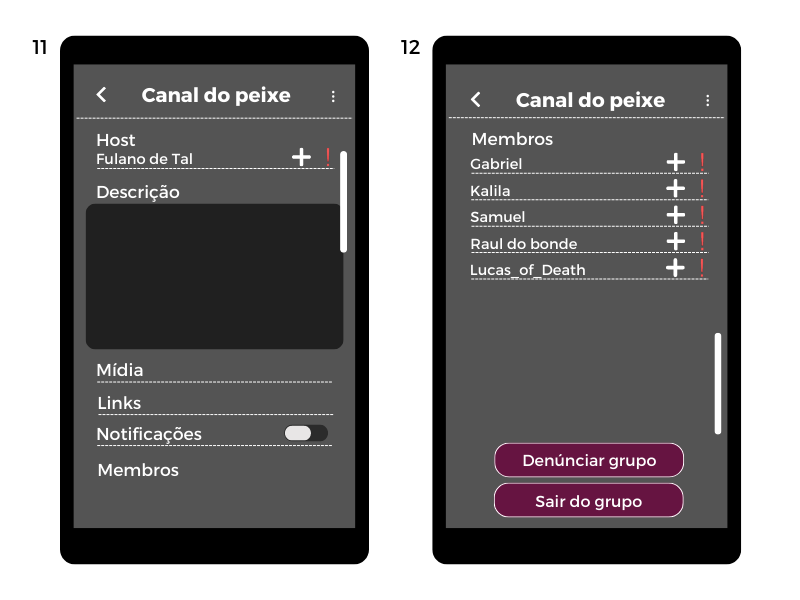 11
Canal do peixe
Host
Fulano de Tal
Descrição
Mídia
Links
Notificações
Membros
12
Canal do peixe
Membros
Gabriel
Kalila
Samuel
Raul do bonde
Lucas_of_Death
Denúnciar grupo
Sair do grupo